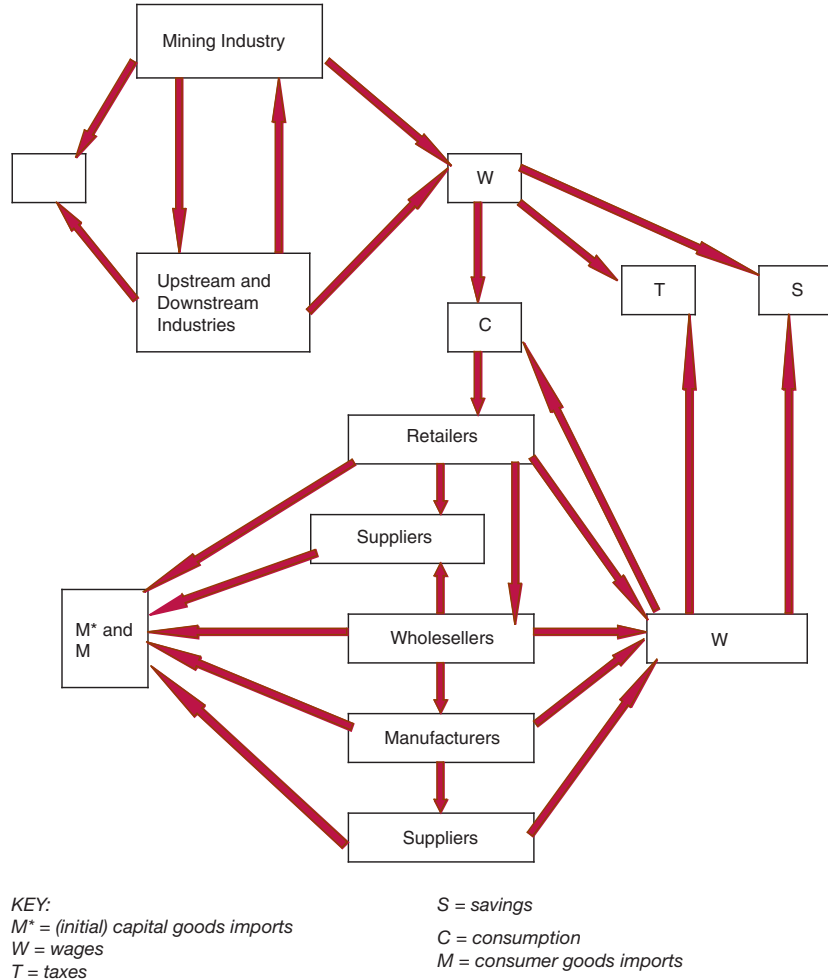 Mining Industry
W
Upstream and
Downstream
Industries
T
S
C
Retailers
Suppliers
M* and
M
Wholesellers
W
Manufacturers
Suppliers
KEY:
M* = (initial) capital goods imports
W = wages
T = taxes
S = savings
C = consumption
M = consumer goods imports